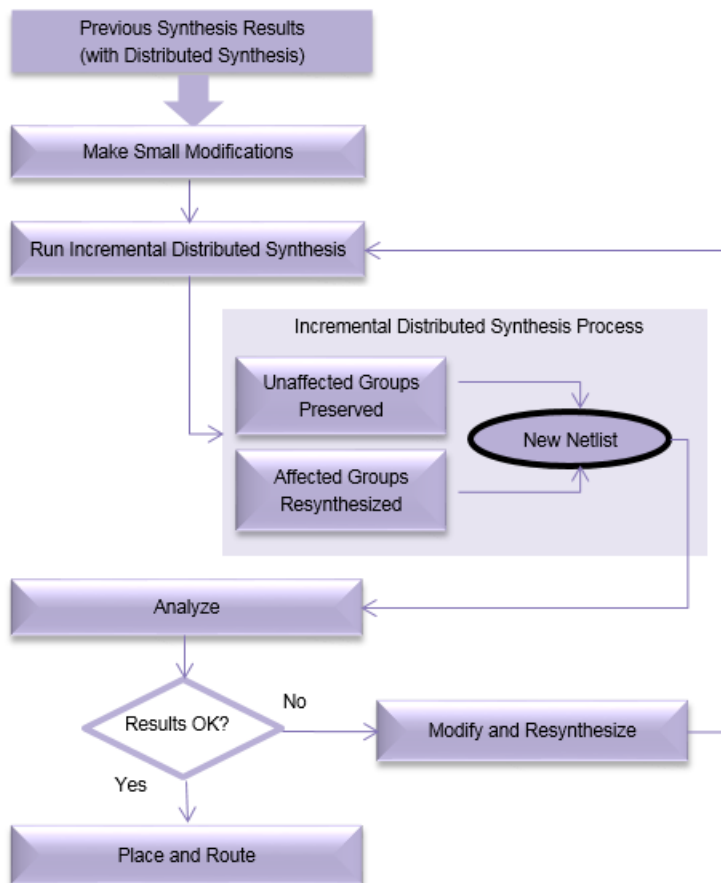 Previous Synthesis Results
(with Distributed Synthesis)
Make Small Modifications
Run Incremental Distributed Synthesis
Incremental Distributed Synthesis Process
Unaffected Groups
Preserved
New Netlist
Affected Groups
Resynthesized
Analyze
Results OK?
No
Modify and Resynthesize
Yes
Place and Route